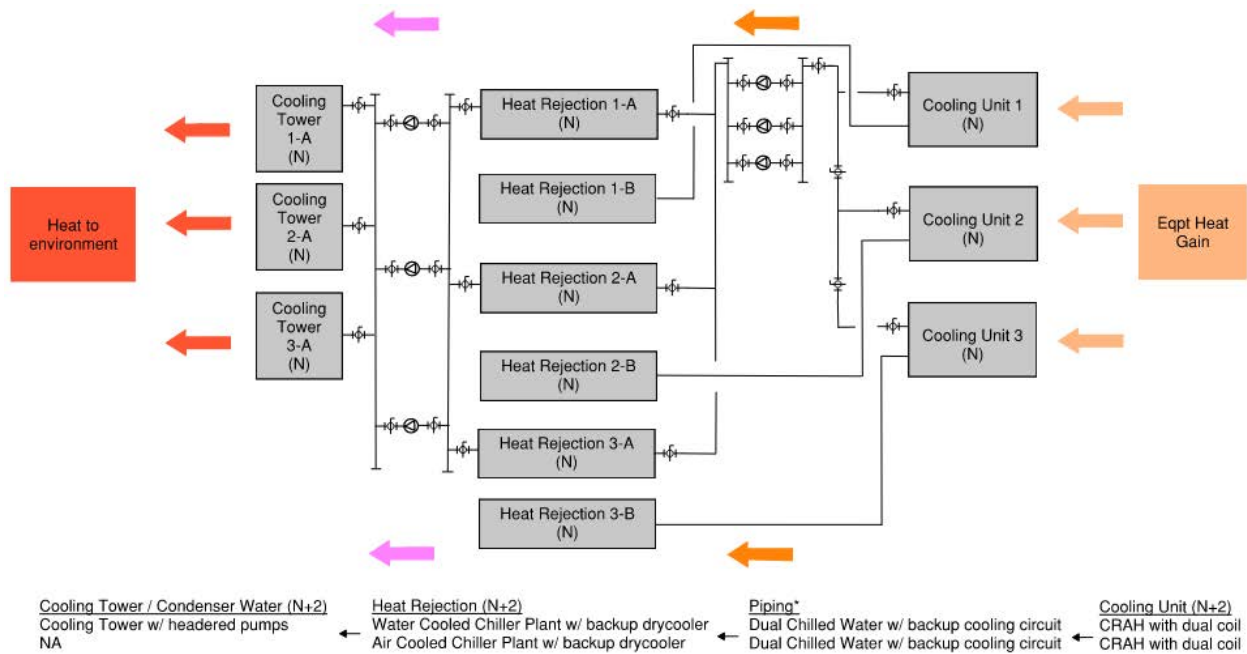 Cooling
Tower
1-A
(N)
Heat Rejection 1-A
(N)
Cooling Unit 1
(N)
Heat Rejection 1-B
(N)
Heat to
environment
Cooling
Tower
2-A
(N)
Cooling Unit 2
(N)
Eqpt Heat
Gain
Heat Rejection 2-A
(N)
Cooling
Tower
3-A
(N)
Cooling Unit 3
(N)
Heat Rejection 2-B
(N)
Heat Rejection 3-A
(N)
Heat Rejection 3-B
(N)
Cooling Tower / Condenser Water (N+2)
Cooling Tower w/ headered pumps
NA
Heat Rejection (N+2)
Water Cooled Chiller Plant w/ backup drycooler
Air Cooled Chiller Plant w/ backup drycooler
Piping*
Dual Chilled Water w/ backup cooling circuit
Dual Chilled Water w/ backup cooling circuit
Cooling Unit (N+2)
CRAH with dual coil
CRAH with dual coil